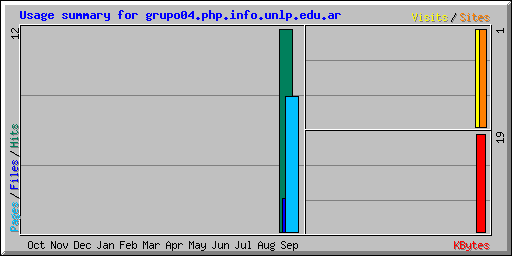 Usage summary for grupo04.php.info.unlp.edu.ar
Visits/Sites
12
1
19
Pages/Files/Hits
Oct Nov Dec Jan Feb Mar Apr May Jun Jul Aug Sep
KBytes